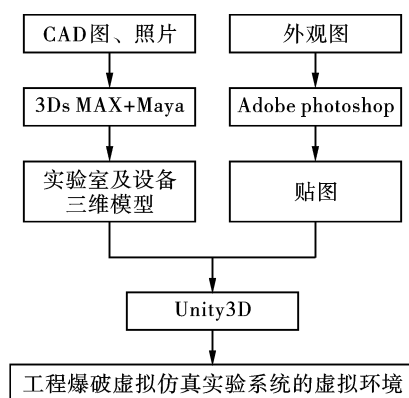 CAD图、照片
外观图
3Ds MAX+Maya
Adobe photoshop
实验室及设备
三维模型
贴图
Unity3D
工程爆破虚拟仿真实验系统的虚拟环境